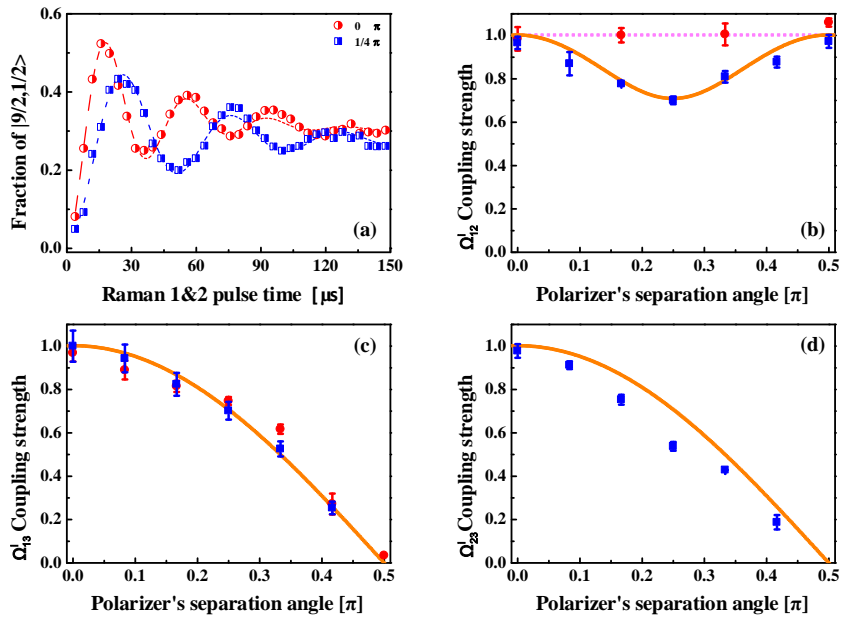 0.6
0 π
1/4 π
0.4
0.2
0.0
Fraction of |9/2,1/2>
(a)
0 30 60 90 120 150
Raman 1&2 pulse time [μs]
1.0
0.8
0.6
0.4
0.2
0.0
Ω^I_12 Coupling strength
(b)
0.0 0.1 0.2 0.3 0.4 0.5
Polarizer's separation angle [π]
1.0
0.8
0.6
0.4
0.2
0.0
Ω^I_13 Coupling strength
(c)
0.0 0.1 0.2 0.3 0.4 0.5
Polarizer's separation angle [π]
1.0
0.8
0.6
0.4
0.2
0.0
Ω^I_23 Coupling strength
(d)
0.0 0.1 0.2 0.3 0.4 0.5
Polarizer's separation angle [π]